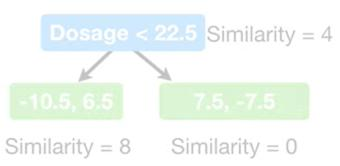 Dosage < 22.5 Similarity = 4
-10.5, 6.5 7.5, -7.5
Similarity = 8 Similarity = 0